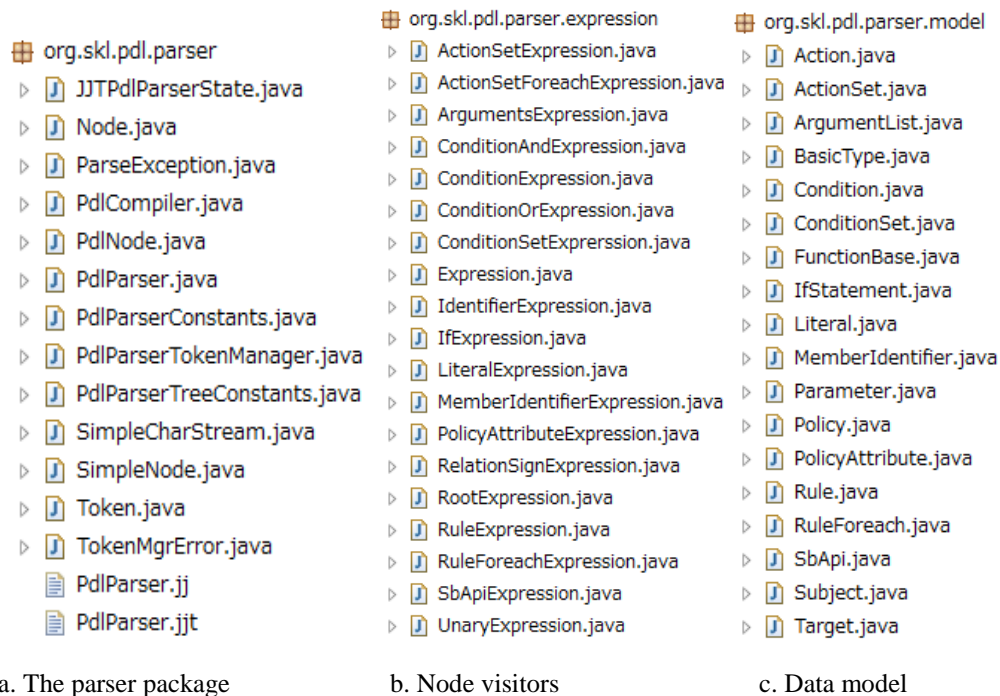 org.skl.pdl.parser
JJTPdlParserState.java
Node.java
ParseException.java
PdlCompiler.java
PdlNode.java
PdlParser.java
PdlParserConstants.java
PdlParserTokenManager.java
PdlParserTreeConstants.java
SimpleCharStream.java
SimpleNode.java
Token.java
TokenMgrError.java
PdlParser.jj
PdlParser.jjt
a. The parser package
org.skl.pdl.parser.expression
ActionSetExpression.java
ActionSetForeachExpression.java
ArgumentsExpression.java
ConditionAndExpression.java
ConditionExpression.java
ConditionOrExpression.java
ConditionSetExprerssion.java
Expression.java
IdentifierExpression.java
IfExpression.java
LiteralExpression.java
MemberIdentifierExpression.java
PolicyAttributeExpression.java
RelationSignExpression.java
RootExpression.java
RuleExpression.java
RuleForeachExpression.java
SbApiExpression.java
UnaryExpression.java
b. Node visitors
org.skl.pdl.parser.model
Action.java
ActionSet.java
ArgumentList.java
BasicType.java
Condition.java
ConditionSet.java
FunctionBase.java
IfStatement.java
Literal.java
MemberIdentifier.java
Parameter.java
Policy.java
PolicyAttribute.java
Rule.java
RuleForeach.java
SbApi.java
Subject.java
Target.java
c. Data model